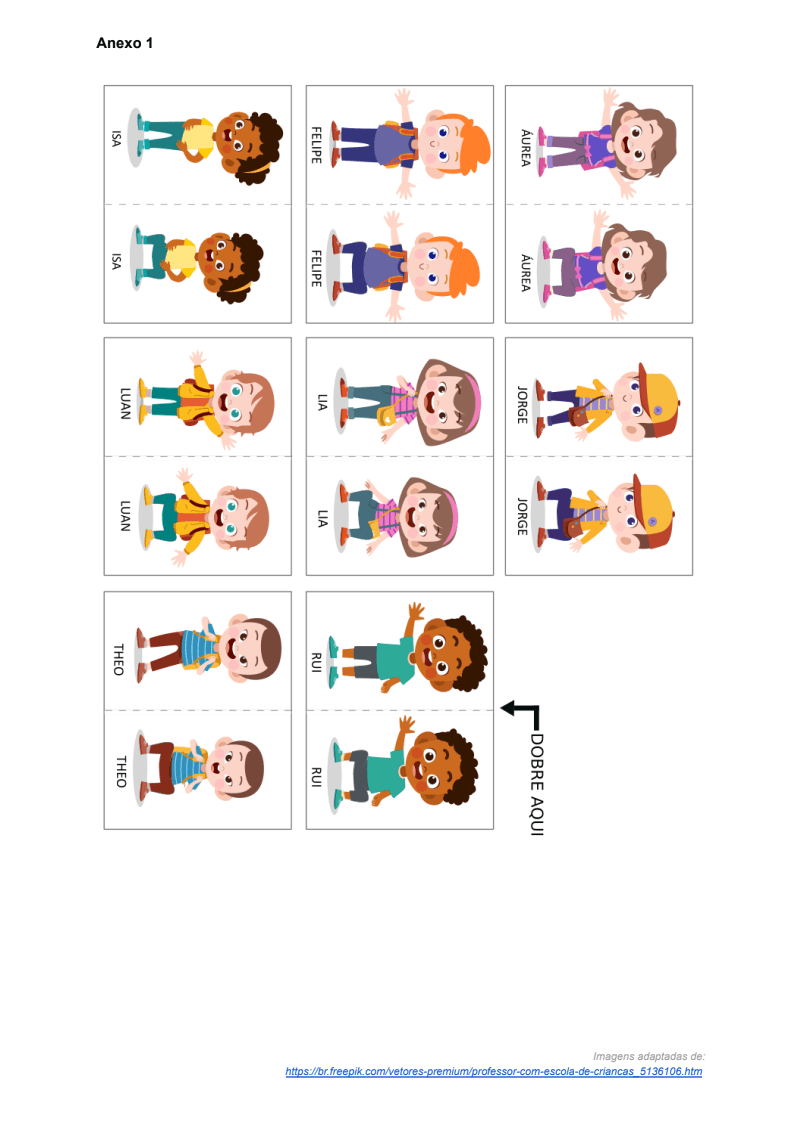 Anexo 1
ISA
FELIPE
ÁUREA
ISA
FELIPE
ÁUREA
LUAN
LIA
JORGE
LUAN
LIA
JORGE
THEO
RUI
THEO
RUI
DOBRE AQUI
Imagens adaptadas de:
https://br.freepik.com/vetores-premium/professor-com-escola-de-criancas_5136106.htm